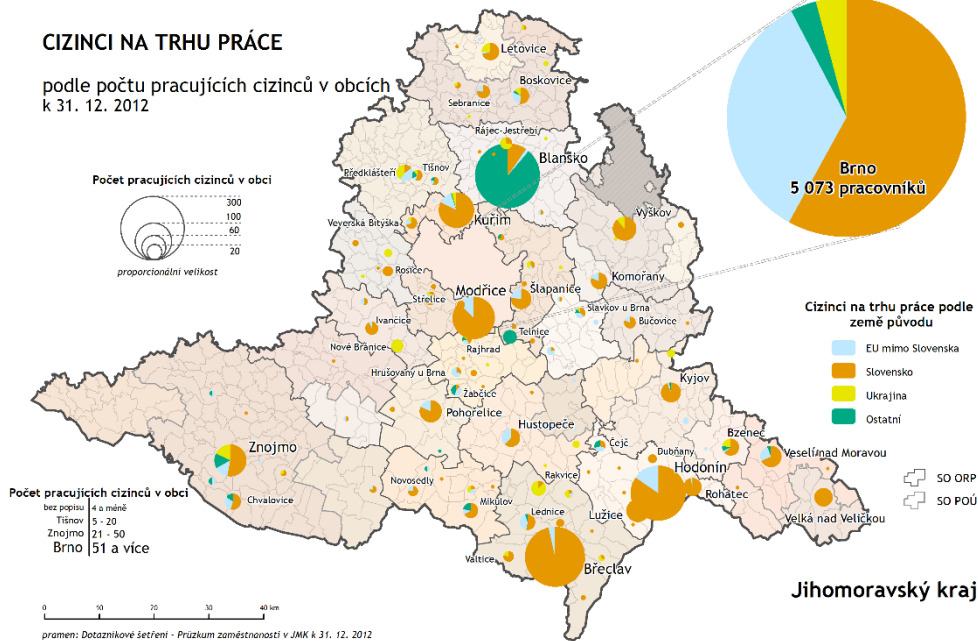 CIZINCI NA TRHU PRÁCE
podle počtu pracujících cizinců v obcích
k 31. 12. 2012
Počet pracujících cizinců v obci
300
100
60
20
proporcionální velikost
Brno
5 073 pracovníků
Letovice
Boskovice
Sebranice
Rájec-Jestřebí
Blansko
Předklášteří
Tišnov
Kuřim
Veverská Bítýška
Vyškov
Rosice
Komořany
Modřice
Šlapanice
Střelice
Slavkov u Brna
Bučovice
Ivančice
Telnice
Nové Bránice
Rajhrad
Hrušovany u Brna
Žabčice
Kyjov
Pohořelice
Hustopeče
Bzenec
Čejč
Dubňany
Veselí nad Moravou
Znojmo
Hodonín
Rakvice
Novosedly
Rohatec
Chvalovice
Mikulov
Lednice
Lužice
Velká nad Veličkou
Valtice
Břeclav
Cizinci na trhu práce podle
země původu
EU mimo Slovenska
Slovensko
Ukrajina
Ostatní
SO ORP
SO POÚ
Počet pracujících cizinců v obci
bez popisu 4 a méně
Tišnov 5 - 20
Znojmo 21 - 50
Brno 51 a více
Jihomoravský kraj
0 10 20 30 40 km
pramen: Dotazníkové šetření - Průzkum zaměstnanosti v JMK k 31. 12. 2012